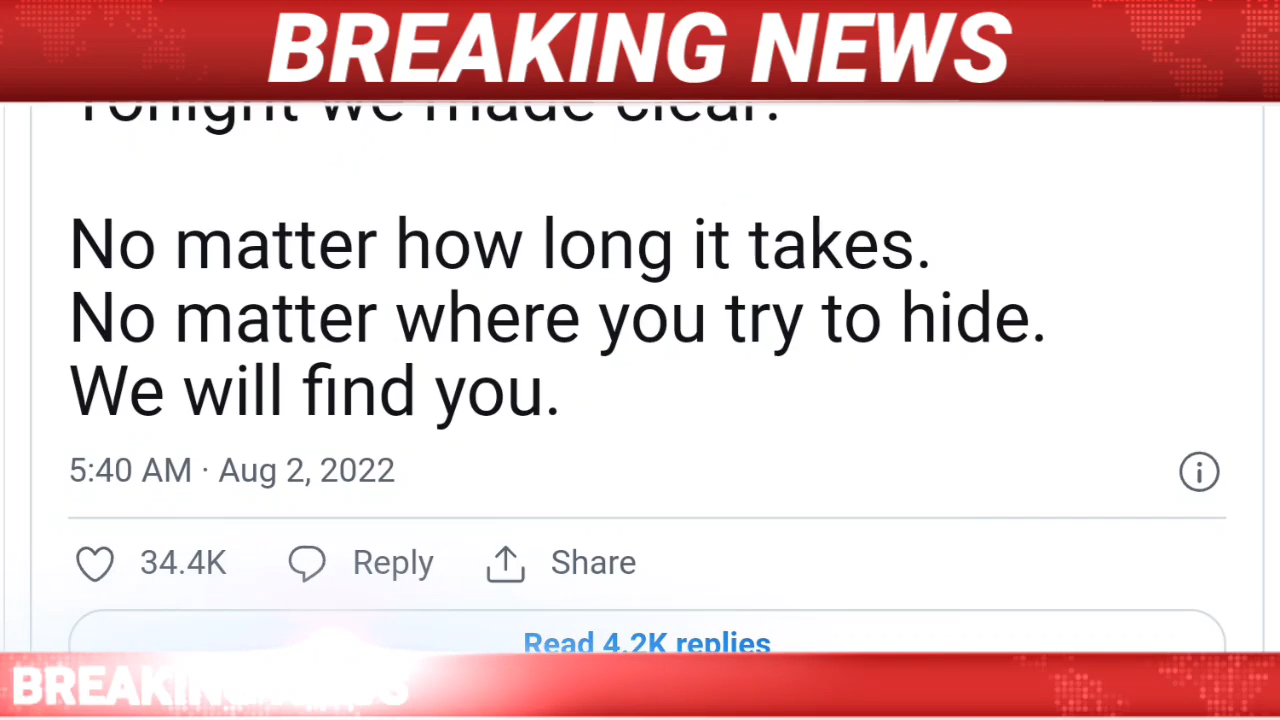 BREAKING NEWS
Tonight we made clear:
No matter how long it takes.
No matter where you try to hide.
We will find you.
5:40 AM · Aug 2, 2022
34.4K Reply Share
Read 4.2K replies
BREAKING NEWS